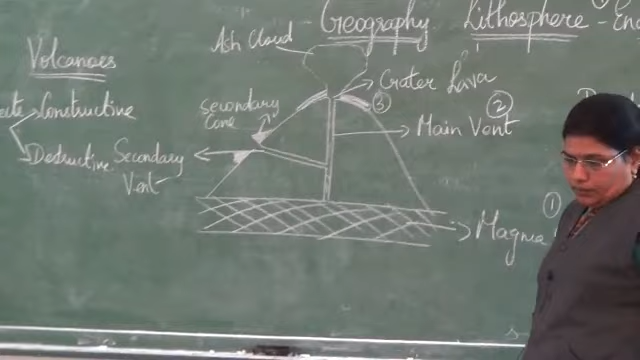 Geography Lithosphere -
Volcanoes
Ash Cloud
Crater Lava
③
Constructive
Destructive
secondary
cone
Main Vent ②
Secondary
Vent
Magma ①